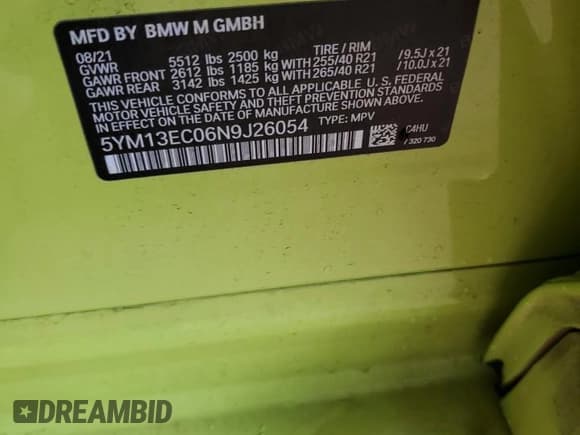 MFD BY BMW M GMBH
08/21
GVWR 5512 lbs 2500 kg TIRE / RIM
GAWR FRONT 2612 lbs 1185 kg WITH 255/40 R21 /9.5J x 21
GAWR REAR 3142 lbs 1425 kg WITH 265/40 R21 /10.0J x 21
THIS VEHICLE CONFORMS TO ALL APPLICABLE U.S. FEDERAL
MOTOR VEHICLE SAFETY, BUMPER, AND THEFT PREVENTION
STANDARDS IN EFFECT ON THE DATE OF MANUFACTURE SHOWN ABOVE.
5YM13EC06N9J26054 TYPE: MPV
C4HU
/ 320 730
DREAMBID